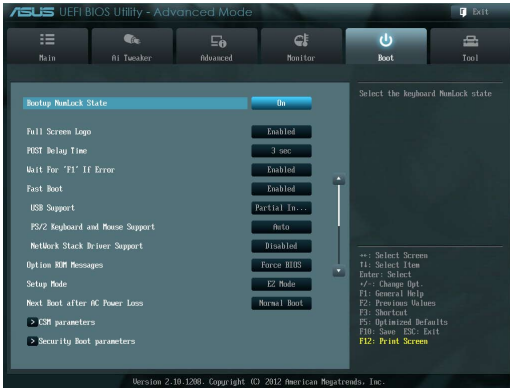 ASUS UEFI BIOS Utility - Advanced Mode
Exit
Main
Ai Tweaker
Advanced
Monitor
Boot
Tool
Bootup NumLock State
On
Full Screen Logo
Enabled
POST Delay Time
3 sec
Wait For 'F1' If Error
Enabled
Fast Boot
Enabled
USB Support
Partial In...
PS/2 Keyboard and Mouse Support
Auto
NetWork Stack Driver Support
Disabled
Option ROM Messages
Force BIOS
Setup Mode
EZ Mode
Next Boot after AC Power Loss
Normal Boot
> CSM parameters
> Security Boot parameters
Select the keyboard NumLock state
→←: Select Screen
↑↓: Select Item
Enter: Select
+/-: Change Opt.
F1: General Help
F2: Previous Values
F3: Shortcut
F5: Optimized Defaults
F10: Save ESC: Exit
F12: Print Screen
Version 2.10.1208. Copyright (C) 2012 American Megatrends, Inc.